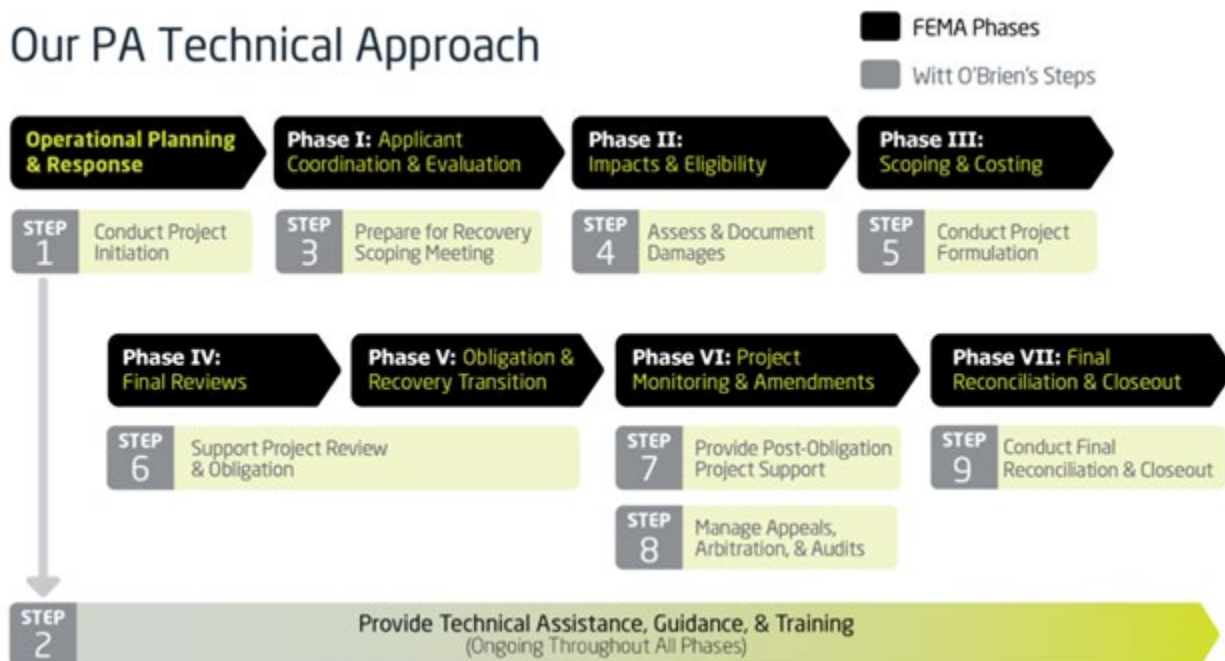 Our PA Technical Approach
FEMA Phases
Witt O'Brien's Steps
Operational Planning
& Response
Phase I: Applicant
Coordination & Evaluation
Phase II:
Impacts & Eligibility
Phase III:
Scoping & Costing
STEP
1
Conduct Project
Initiation
STEP
3
Prepare for Recovery
Scoping Meeting
STEP
4
Assess & Document
Damages
STEP
5
Conduct Project
Formulation
Phase IV:
Final Reviews
Phase V: Obligation &
Recovery Transition
Phase VI: Project
Monitoring & Amendments
Phase VII: Final
Reconciliation & Closeout
STEP
6
Support Project Review
& Obligation
STEP
7
Provide Post-Obligation
Project Support
STEP
9
Conduct Final
Reconciliation & Closeout
STEP
8
Manage Appeals,
Arbitration, & Audits
STEP
2
Provide Technical Assistance, Guidance, & Training
(Ongoing Throughout All Phases)